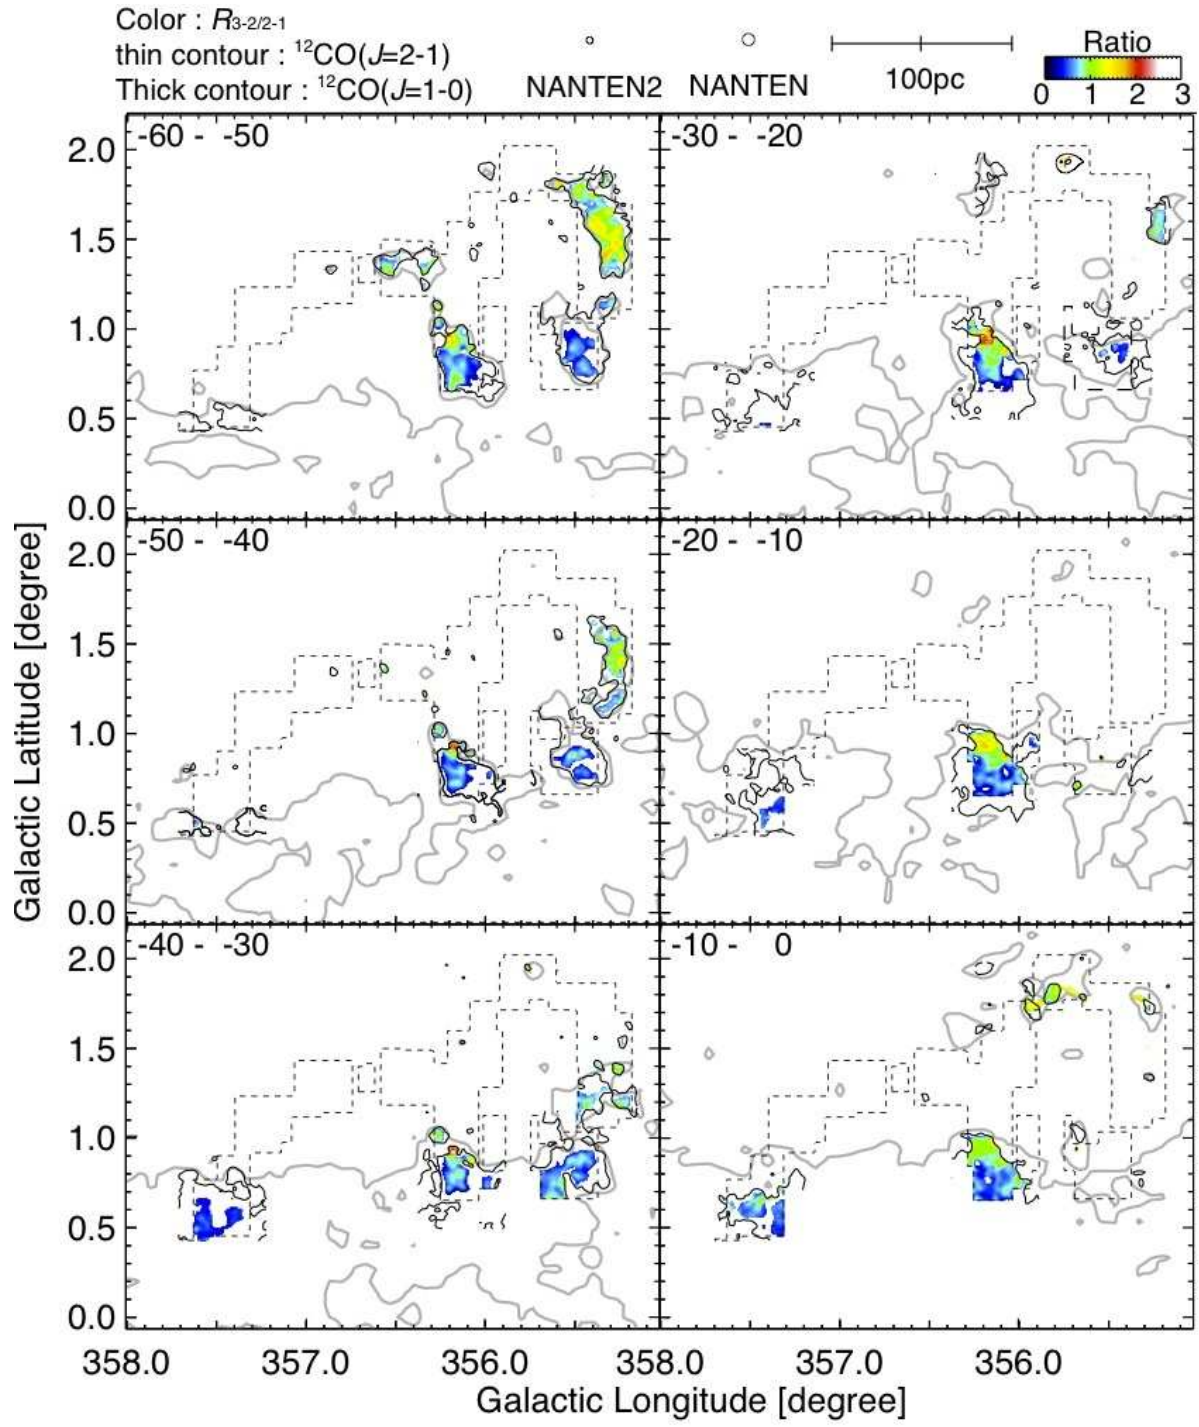 Color : R3-2/2-1
thin contour : ¹²CO(J=2-1)
Thick contour : ¹²CO(J=1-0)
NANTEN2 NANTEN
100pc
Ratio
0 1 2 3
-60 - -50
-30 - -20
2.0
1.5
1.0
0.5
0.0
-50 - -40
-20 - -10
2.0
1.5
1.0
0.5
0.0
-40 - -30
-10 - 0
2.0
1.5
1.0
0.5
0.0
358.0 357.0 356.0 358.0 357.0 356.0
Galactic Latitude [degree]
Galactic Longitude [degree]